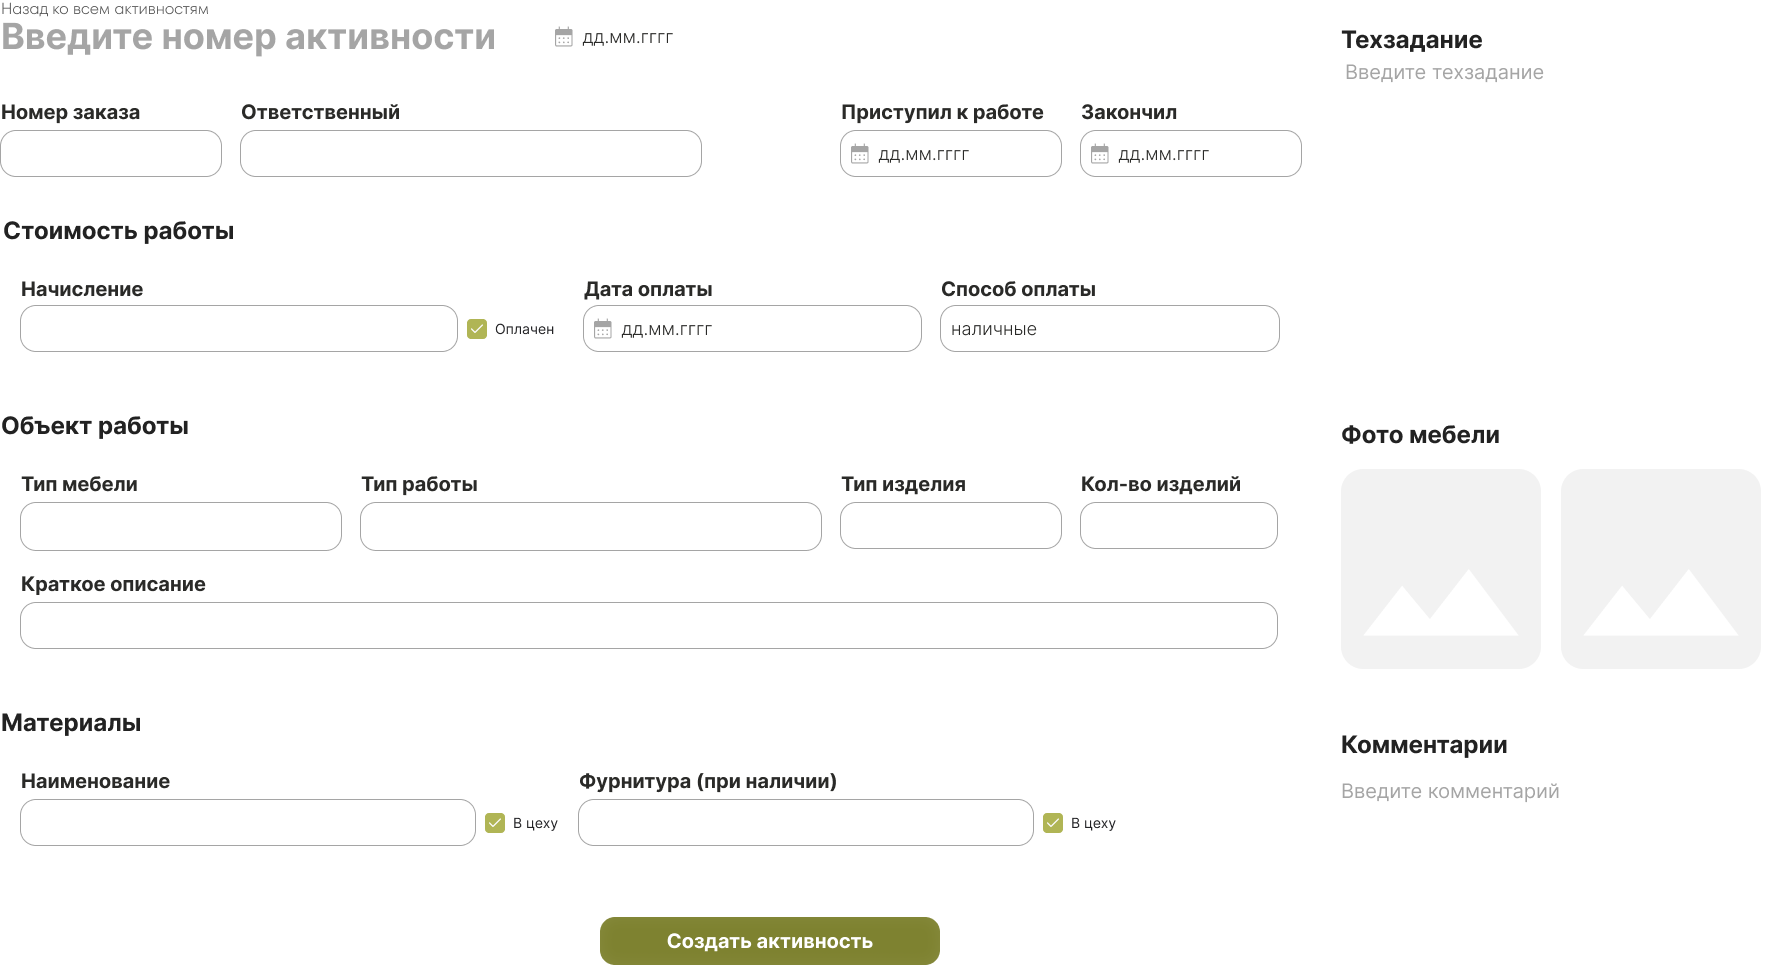 Назад ко всем активностям
Введите номер активности
дд.мм.гггг
Номер заказа
Ответственный
Приступил к работе
дд.мм.гггг
Закончил
дд.мм.гггг
Стоимость работы
Начисление
Оплачен
Дата оплаты
дд.мм.гггг
Способ оплаты
наличные
Объект работы
Тип мебели
Тип работы
Тип изделия
Кол-во изделий
Краткое описание
Материалы
Наименование
В цеху
Фурнитура (при наличии)
В цеху
Создать активность
Техзадание
Введите техзадание
Фото мебели
Комментарии
Введите комментарий